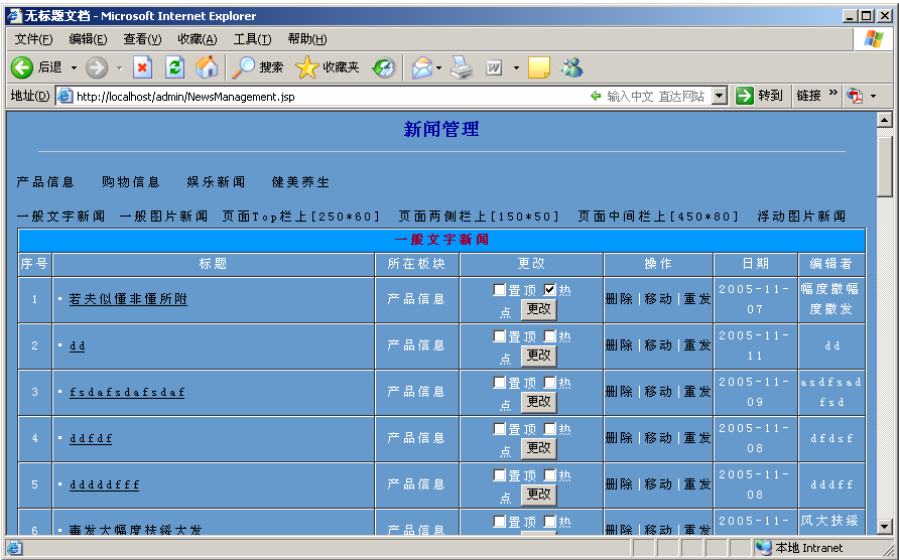 无标题文档 - Microsoft Internet Explorer
文件(F) 编辑(E) 查看(V) 收藏(A) 工具(T) 帮助(H)
后退 搜索 收藏夹
地址(D) http://localhost/admin/NewsManagement.jsp 输入中文 直达网站 转到 链接 »
新闻管理
产品信息 购物信息 娱乐新闻 健美养生
一般文字新闻 一般图片新闻 页面Top栏上[250*60] 页面两侧栏上[150*50] 页面中间栏上[450*80] 浮动图片新闻
一般文字新闻
序号 标题 所在板块 更改 操作 日期 编辑者
1 · 若夫似懂非懂所附 产品信息 置顶 热点 更改 删除|移动|重发 2005-11-07 幅度撒幅度撒发
2 · dd 产品信息 置顶 热点 更改 删除|移动|重发 2005-11-11 dd
3 · fsdafsdafsdaf 产品信息 置顶 热点 更改 删除|移动|重发 2005-11-09 asdfsadfsd
4 · ddfdf 产品信息 置顶 热点 更改 删除|移动|重发 2005-11-08 dfdsf
5 · dddddfff 产品信息 置顶 热点 更改 删除|移动|重发 2005-11-08 dddff
6 · 毒发大幅度扶绥大发 产品信息 置顶 热 删除|移动|重发 2005-11- 风大扶绥
本地 Intranet